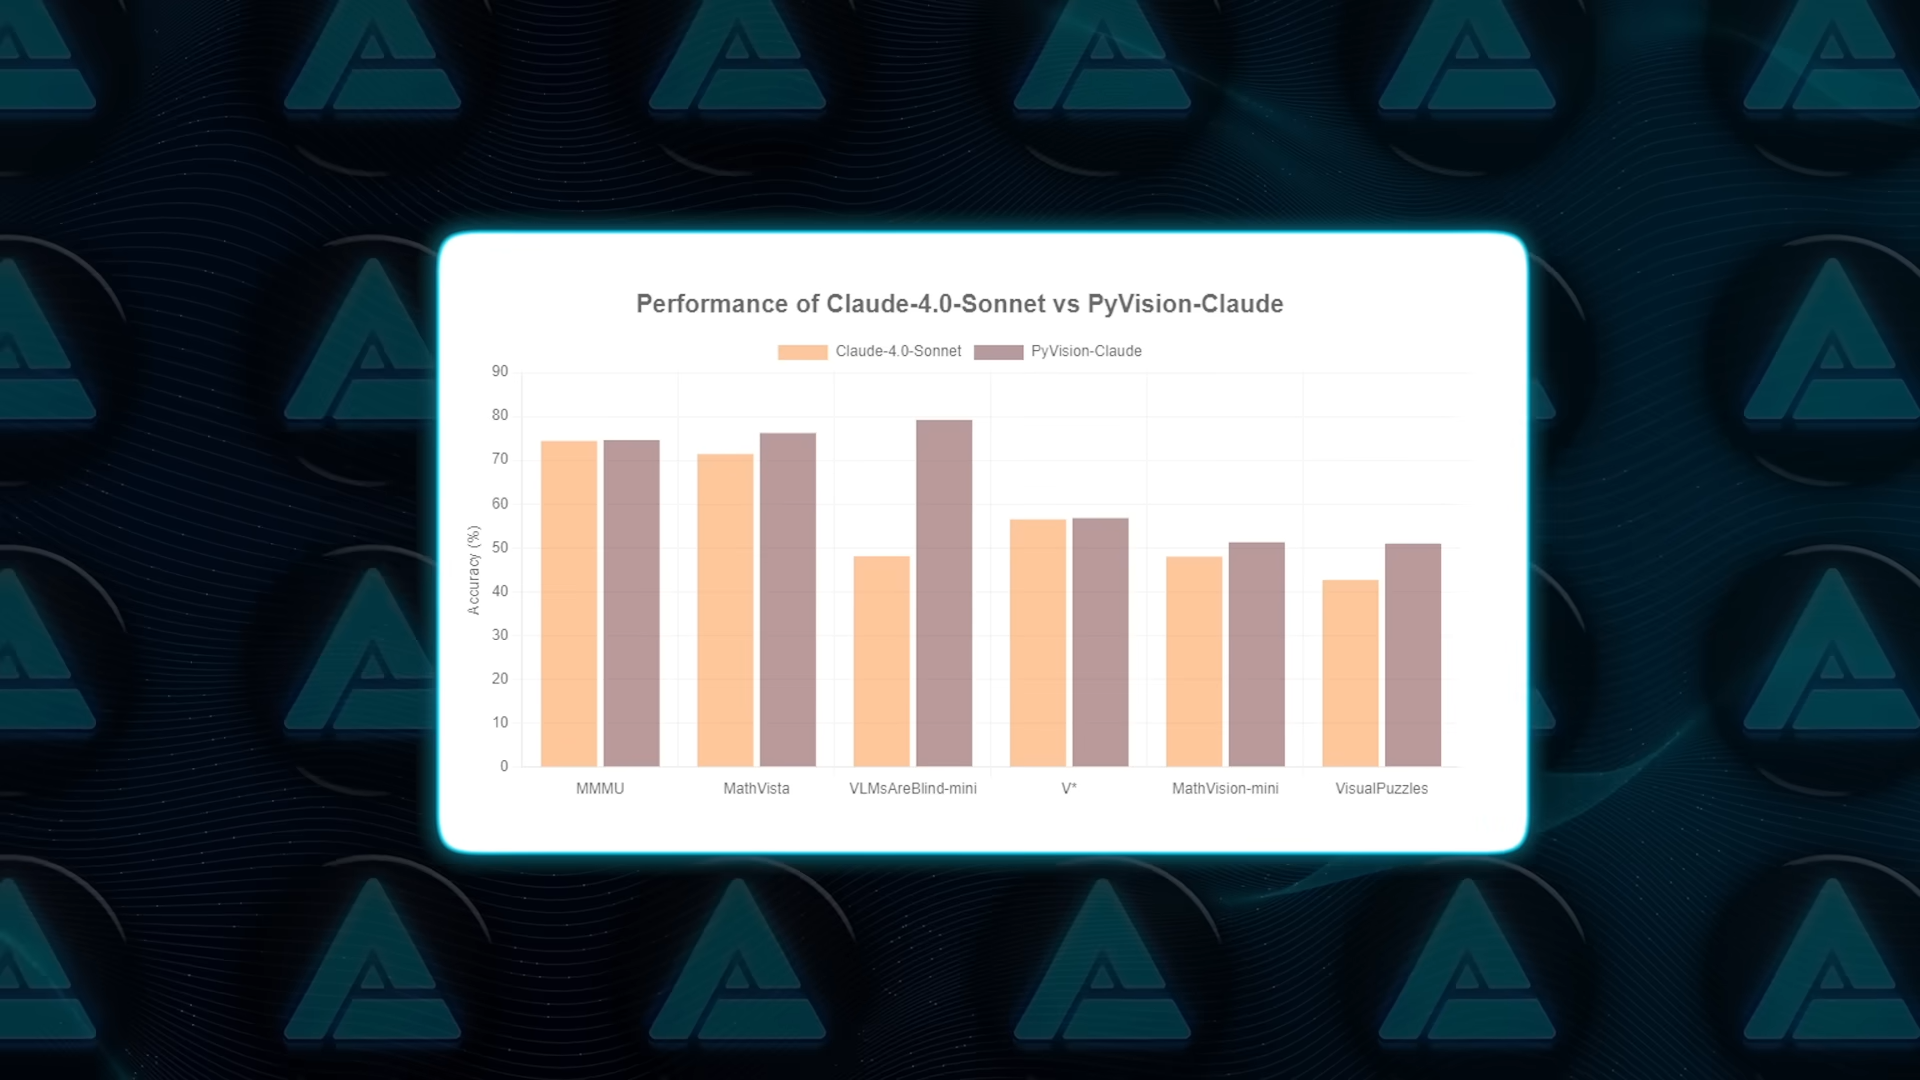 Performance of Claude-4.0-Sonnet vs PyVision-Claude
Claude-4.0-Sonnet PyVision-Claude
90
80
70
60
50
40
30
20
10
0
Accuracy (%)
MMMU MathVista VLMsAreBlind-mini V* MathVision-mini VisualPuzzles